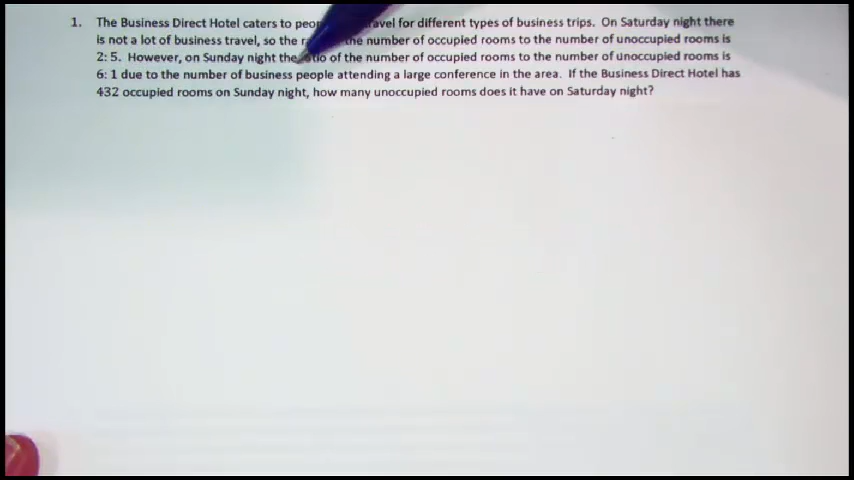 1. The Business Direct Hotel caters to avel for different types of business trips. On Saturday night there
is not a lot of business travel, so the the number of occupied rooms to the number of unoccupied rooms is
2: 5. However, on Sunday night the of the number of occupied rooms to the number of unoccupied rooms is
6: 1 due to the number of business people attending a large conference in the area. If the Business Direct Hotel has
432 occupied rooms on Sunday night, how many unoccupied rooms does it have on Saturday night?